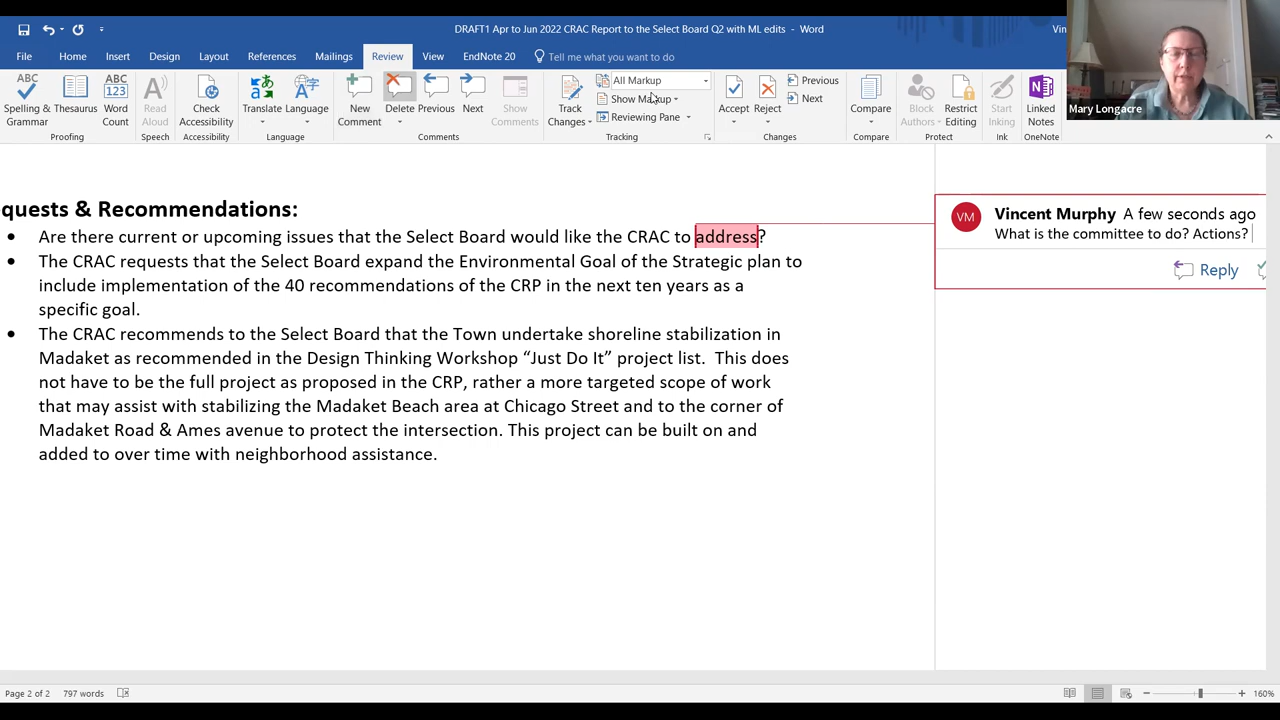 DRAFT1 Apr to Jun 2022 CRAC Report to the Select Board Q2 with ML edits - Word
File Home Insert Design Layout References Mailings Review View EndNote 20 Tell me what you want to do
Mary Longacre
Spelling & Grammar
Thesaurus
Word Count
Read Aloud
Check Accessibility
Translate
Language
New Comment
Delete
Previous
Next
Show Comments
Track Changes
All Markup
Show Markup
Reviewing Pane
Accept
Reject
Previous
Next
Compare
Block Authors
Restrict Editing
Start Inking
Linked Notes
Proofing Speech Accessibility Language Comments Tracking Changes Compare Protect Ink OneNote
quests & Recommendations:
• Are there current or upcoming issues that the Select Board would like the CRAC to address?
• The CRAC requests that the Select Board expand the Environmental Goal of the Strategic plan to
include implementation of the 40 recommendations of the CRP in the next ten years as a
specific goal.
• The CRAC recommends to the Select Board that the Town undertake shoreline stabilization in
Madaket as recommended in the Design Thinking Workshop “Just Do It” project list.  This does
not have to be the full project as proposed in the CRP, rather a more targeted scope of work
that may assist with stabilizing the Madaket Beach area at Chicago Street and to the corner of
Madaket Road & Ames avenue to protect the intersection. This project can be built on and
added to over time with neighborhood assistance.
VM
Vincent Murphy A few seconds ago
What is the committee to do? Actions?
Reply
Page 2 of 2 797 words
160%